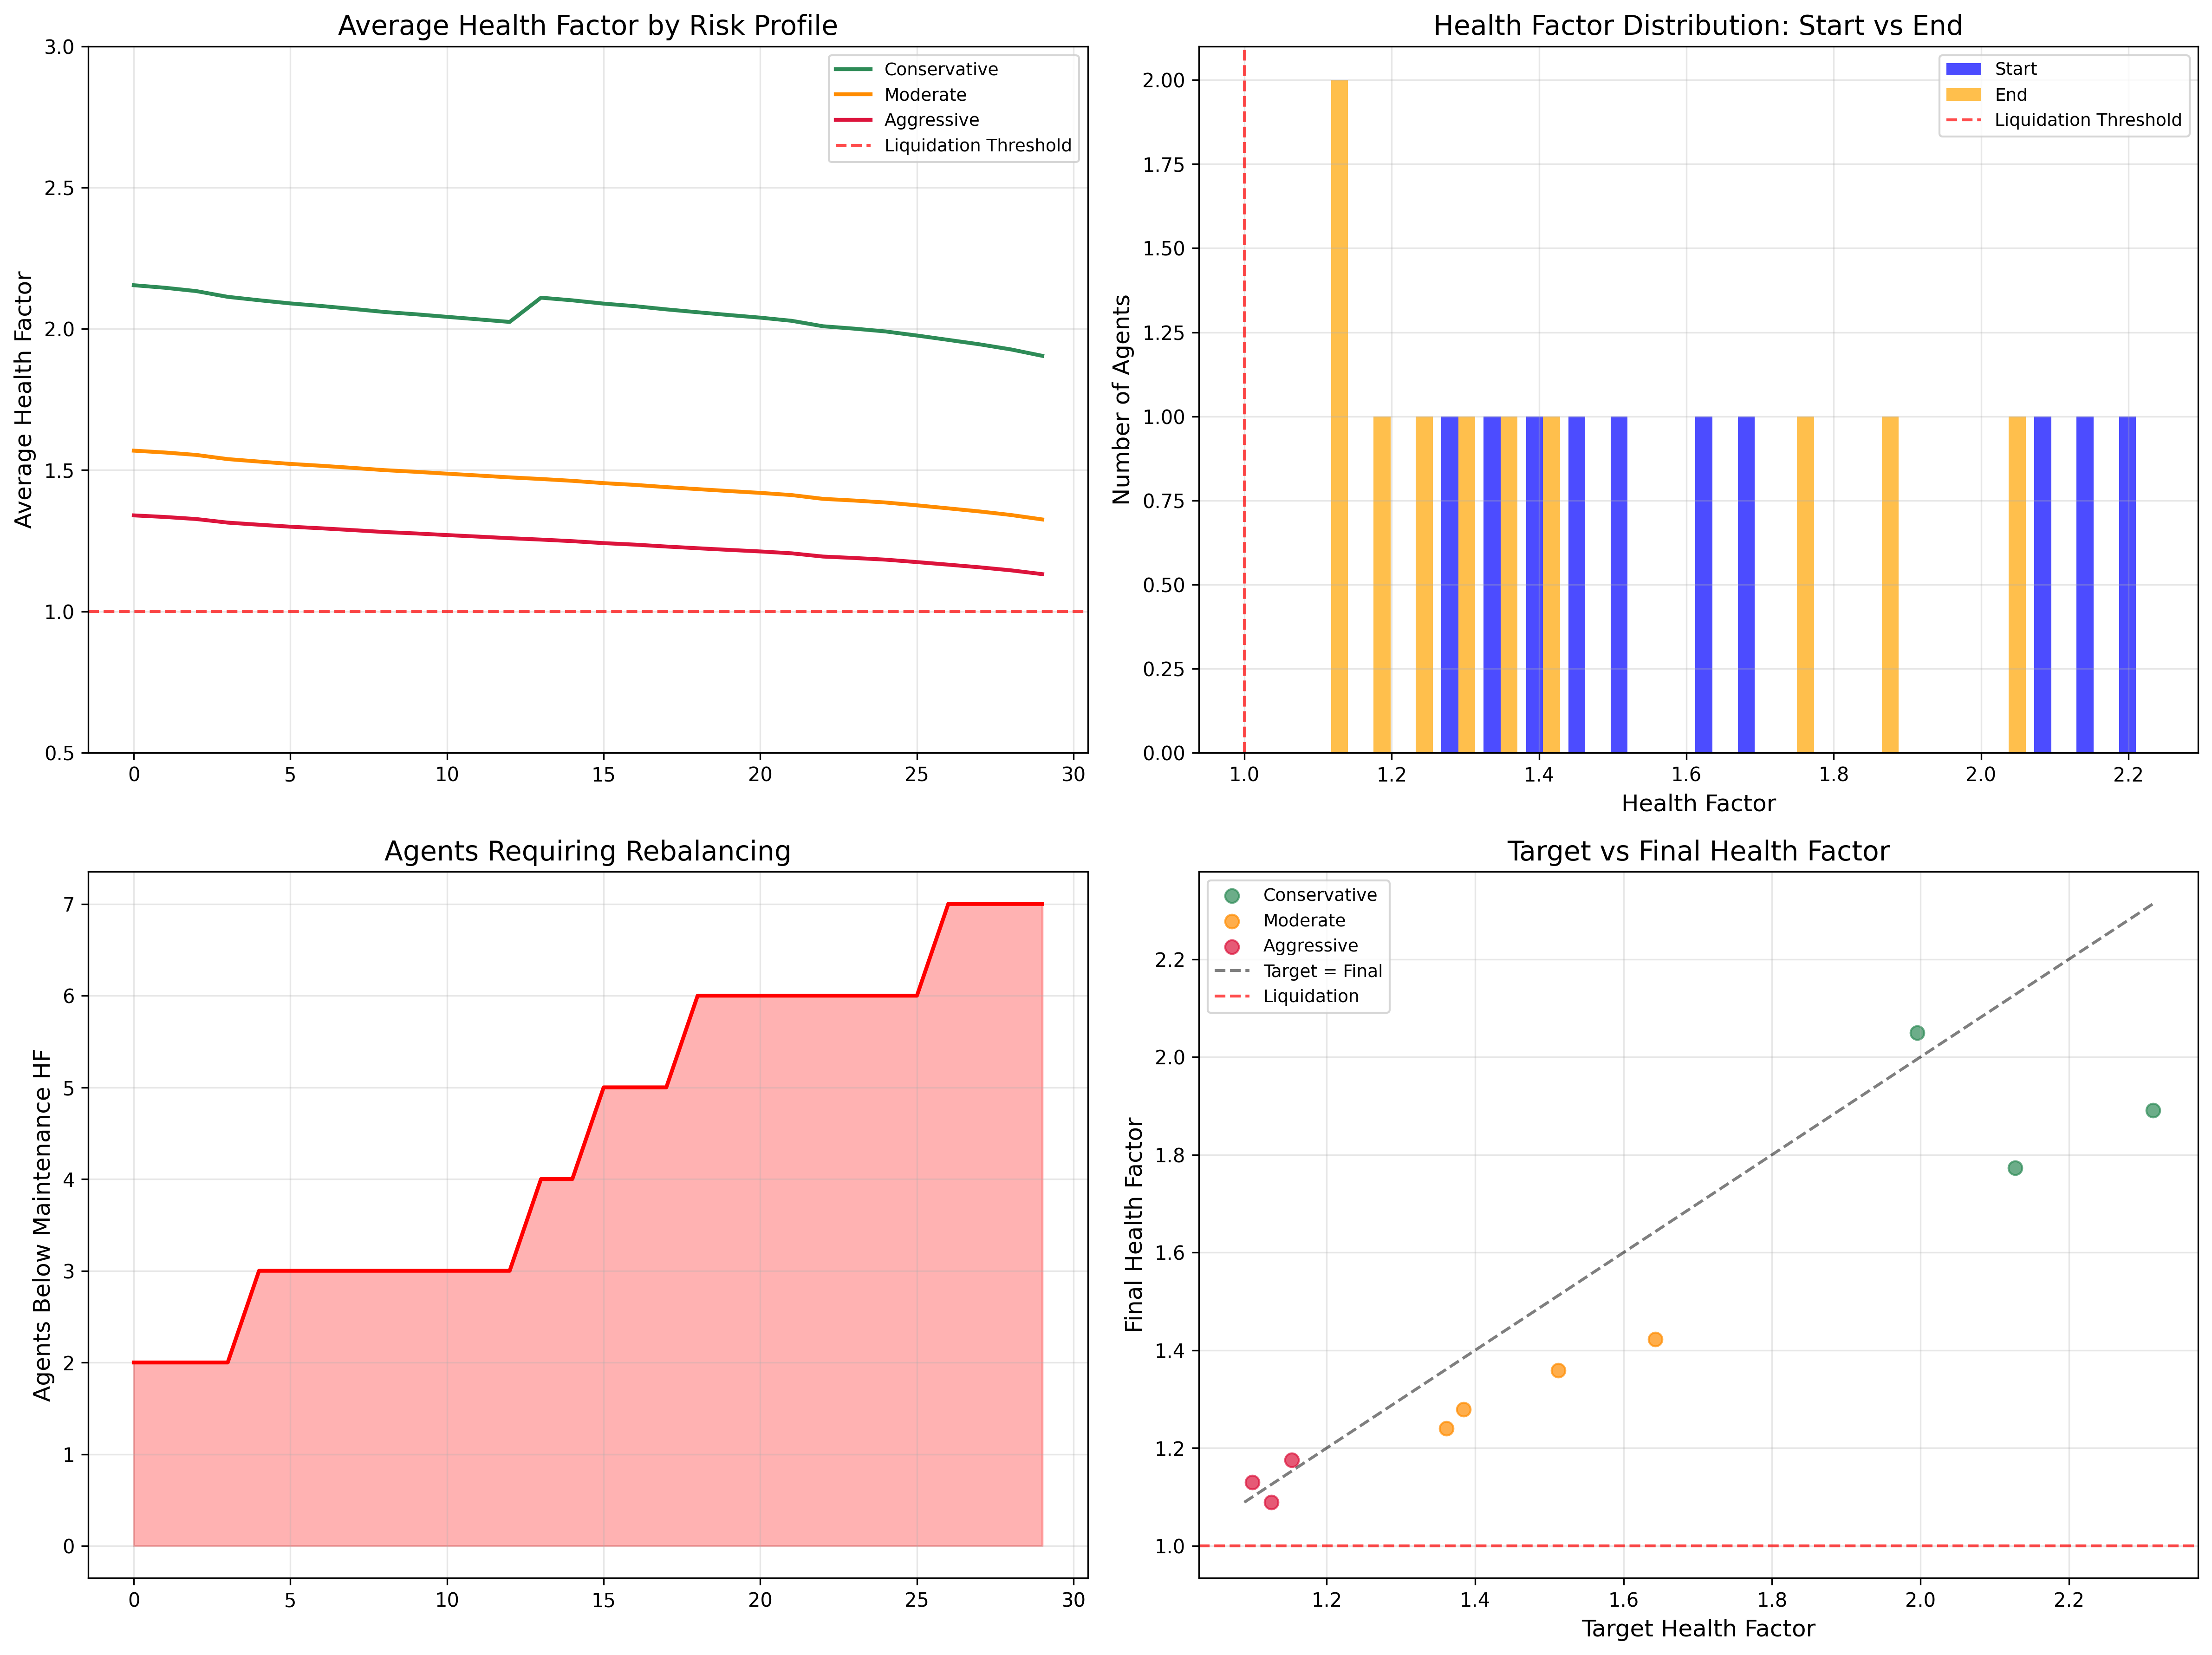 Average Health Factor by Risk Profile
Average Health Factor
3.0
2.5
2.0
1.5
1.0
0.5
Conservative
Moderate
Aggressive
Liquidation Threshold
0 5 10 15 20 25 30
Health Factor Distribution: Start vs End
Number of Agents
2.00
1.75
1.50
1.25
1.00
0.75
0.50
0.25
0.00
Start
End
Liquidation Threshold
1.0 1.2 1.4 1.6 1.8 2.0 2.2
Health Factor
Agents Requiring Rebalancing
Agents Below Maintenance HF
7
6
5
4
3
2
1
0
0 5 10 15 20 25 30
Target vs Final Health Factor
Final Health Factor
2.2
2.0
1.8
1.6
1.4
1.2
1.0
Conservative
Moderate
Aggressive
Target = Final
Liquidation
1.2 1.4 1.6 1.8 2.0 2.2
Target Health Factor